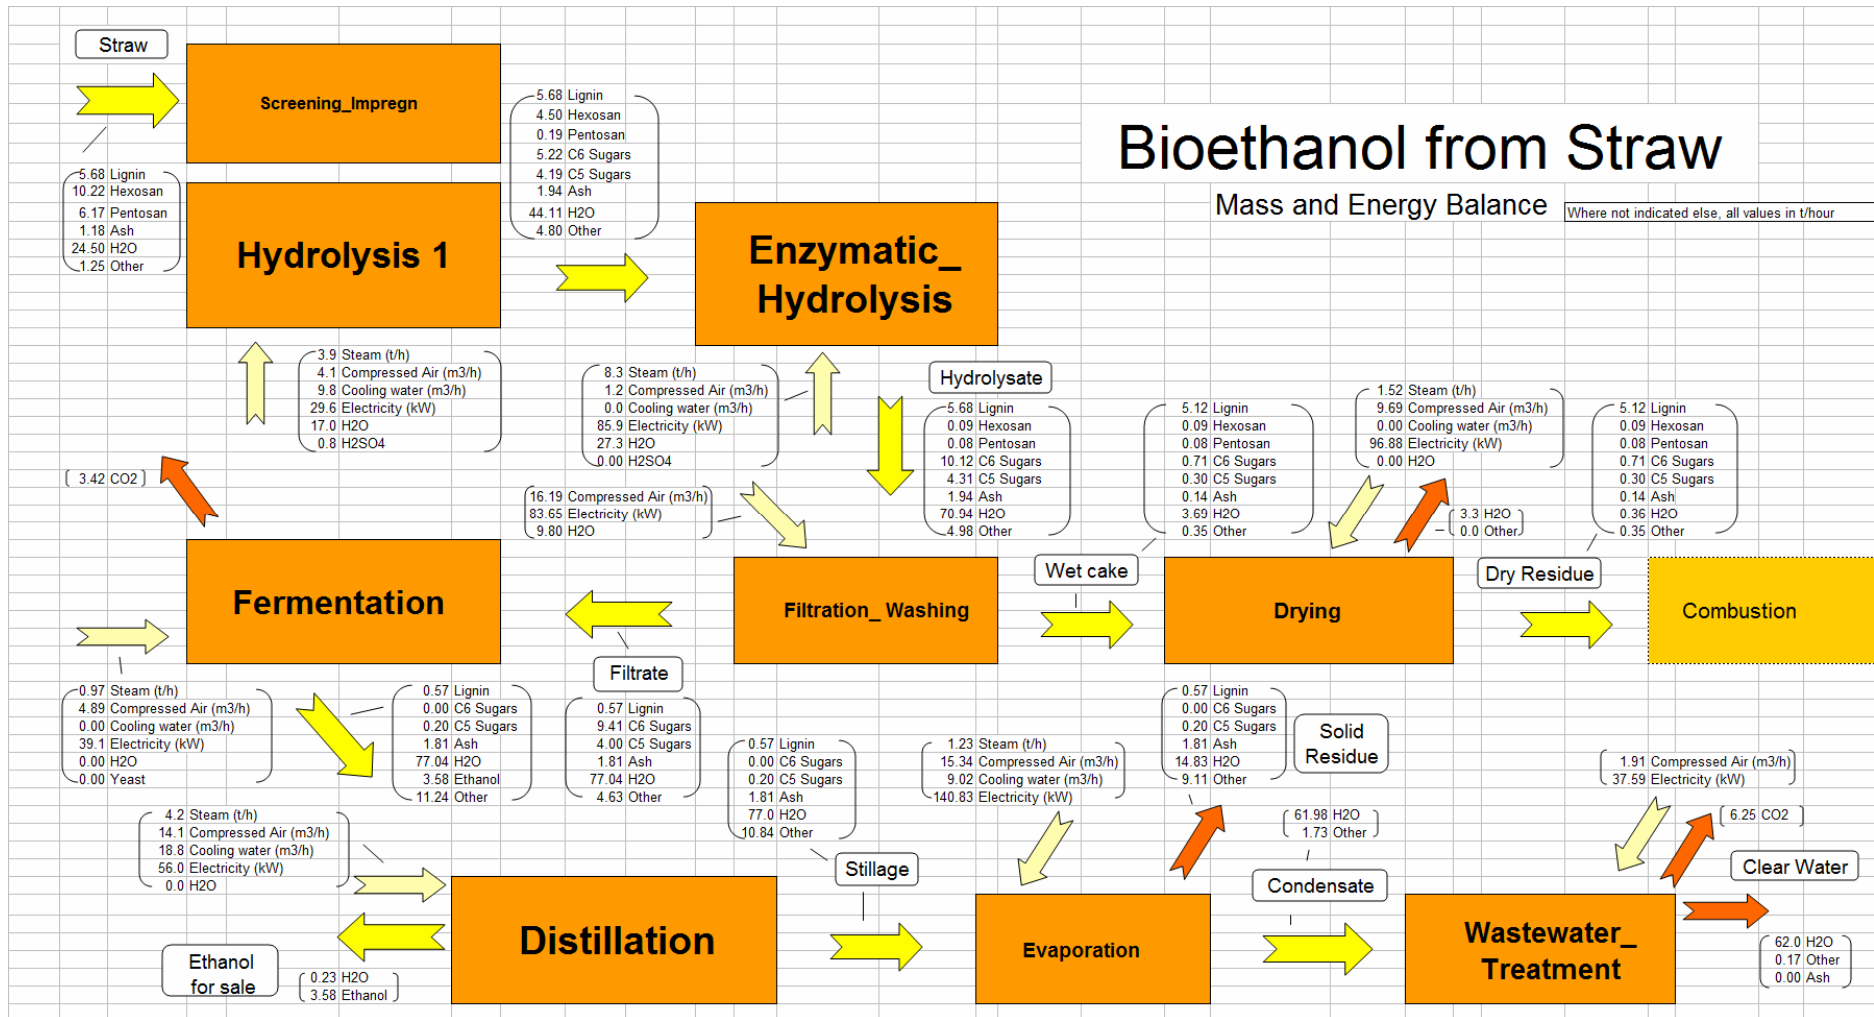 Straw
Screening_Impregn
5.68 Lignin
10.22 Hexosan
6.17 Pentosan
1.18 Ash
24.50 H2O
1.25 Other
Hydrolysis 1
5.68 Lignin
4.50 Hexosan
0.19 Pentosan
5.22 C6 Sugars
4.19 C5 Sugars
1.94 Ash
44.11 H2O
4.80 Other
Bioethanol from Straw
Mass and Energy Balance
Where not indicated else, all values in t/hour
Enzymatic_
Hydrolysis
3.9 Steam (t/h)
4.1 Compressed Air (m3/h)
9.8 Cooling water (m3/h)
29.6 Electricity (kW)
17.0 H2O
0.8 H2SO4
8.3 Steam (t/h)
1.2 Compressed Air (m3/h)
0.0 Cooling water (m3/h)
85.9 Electricity (kW)
27.3 H2O
0.00 H2SO4
Hydrolysate
5.68 Lignin
0.09 Hexosan
0.08 Pentosan
10.12 C6 Sugars
4.31 C5 Sugars
1.94 Ash
70.94 H2O
4.98 Other
5.12 Lignin
0.09 Hexosan
0.08 Pentosan
0.71 C6 Sugars
0.30 C5 Sugars
0.14 Ash
3.69 H2O
0.35 Other
1.52 Steam (t/h)
9.69 Compressed Air (m3/h)
0.00 Cooling water (m3/h)
96.88 Electricity (kW)
0.00 H2O
5.12 Lignin
0.09 Hexosan
0.08 Pentosan
0.71 C6 Sugars
0.30 C5 Sugars
0.14 Ash
0.36 H2O
0.35 Other
3.42 CO2
16.19 Compressed Air (m3/h)
83.65 Electricity (kW)
9.80 H2O
3.3 H2O
0.0 Other
Fermentation
Filtration_ Washing
Wet cake
Drying
Dry Residue
Combustion
Filtrate
0.97 Steam (t/h)
4.89 Compressed Air (m3/h)
0.00 Cooling water (m3/h)
39.1 Electricity (kW)
0.00 H2O
0.00 Yeast
0.57 Lignin
0.00 C6 Sugars
0.20 C5 Sugars
1.81 Ash
77.04 H2O
3.58 Ethanol
11.24 Other
0.57 Lignin
9.41 C6 Sugars
4.00 C5 Sugars
1.81 Ash
77.04 H2O
4.63 Other
0.57 Lignin
0.00 C6 Sugars
0.20 C5 Sugars
1.81 Ash
77.0 H2O
10.84 Other
1.23 Steam (t/h)
15.34 Compressed Air (m3/h)
9.02 Cooling water (m3/h)
140.83 Electricity (kW)
0.57 Lignin
0.00 C6 Sugars
0.20 C5 Sugars
1.81 Ash
14.83 H2O
9.11 Other
Solid
Residue
1.91 Compressed Air (m3/h)
37.59 Electricity (kW)
4.2 Steam (t/h)
14.1 Compressed Air (m3/h)
18.8 Cooling water (m3/h)
56.0 Electricity (kW)
0.0 H2O
61.98 H2O
1.73 Other
6.25 CO2
Stillage
Condensate
Clear Water
Distillation
Evaporation
Wastewater_
Treatment
Ethanol
for sale
0.23 H2O
3.58 Ethanol
62.0 H2O
0.17 Other
0.00 Ash